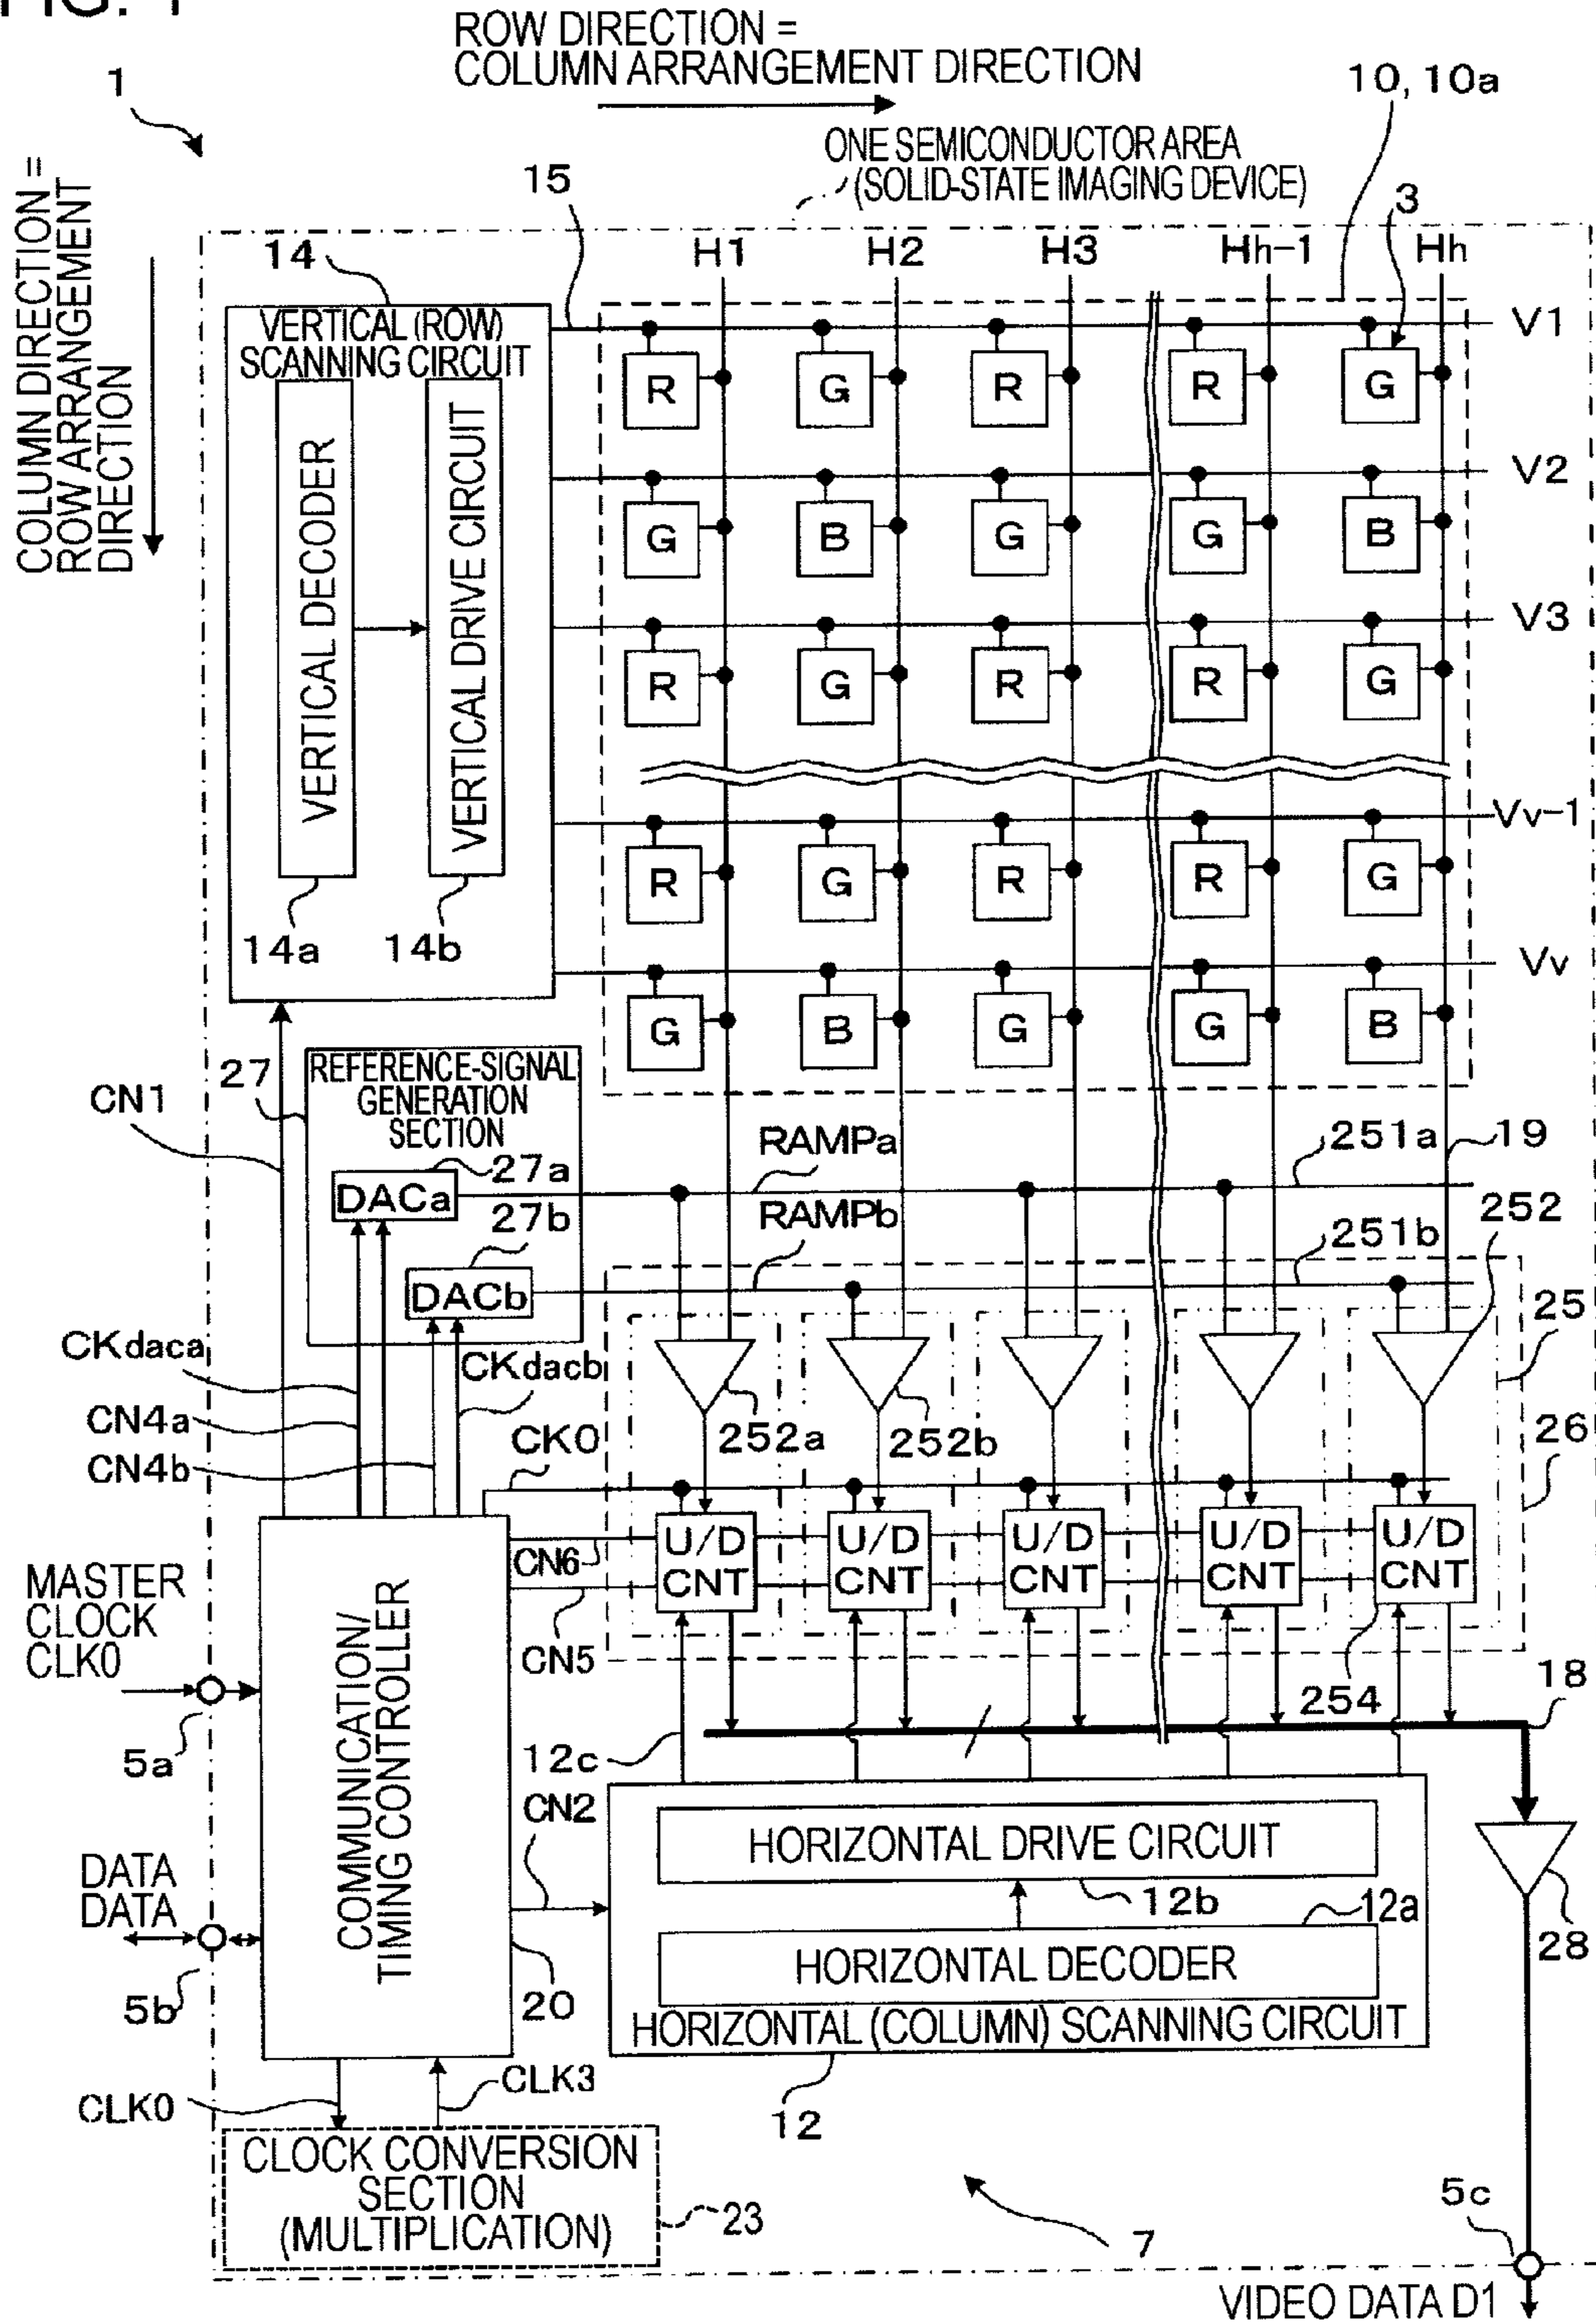 FIG. 1
ROW DIRECTION =
COLUMN ARRANGEMENT DIRECTION
1
10, 10a
ONE SEMICONDUCTOR AREA
(SOLID-STATE IMAGING DEVICE)
COLUMN DIRECTION =
ROW ARRANGEMENT
DIRECTION
15
3
14
H1 H2 H3 Hh-1 Hh
VERTICAL (ROW)
SCANNING CIRCUIT
V1
R G R R G
VERTICAL DECODER
VERTICAL DRIVE CIRCUIT
V2
G B G G B
V3
R G R R G
Vv-1
R G R R G
14a 14b
Vv
G B G G B
CN1
27
REFERENCE-SIGNAL
GENERATION
SECTION
RAMPa
251a
19
27a
DACa
RAMPb
252
27b
251b
DACb
25
CKdaca
CKdacb
CN4a
252a
252b
26
CK0
CN4b
U/D
CNT
U/D
CNT
U/D
CNT
U/D
CNT
U/D
CNT
CN6
MASTER
CLOCK
CLK0
CN5
254
18
5a
12c
COMMUNICATION/
TIMING CONTROLLER
CN2
HORIZONTAL DRIVE CIRCUIT
DATA
DATA
12b
12a
28
HORIZONTAL DECODER
5b
20
HORIZONTAL (COLUMN) SCANNING CIRCUIT
CLK0
CLK3
12
CLOCK CONVERSION
SECTION
(MULTIPLICATION)
23
7
5c
VIDEO DATA D1